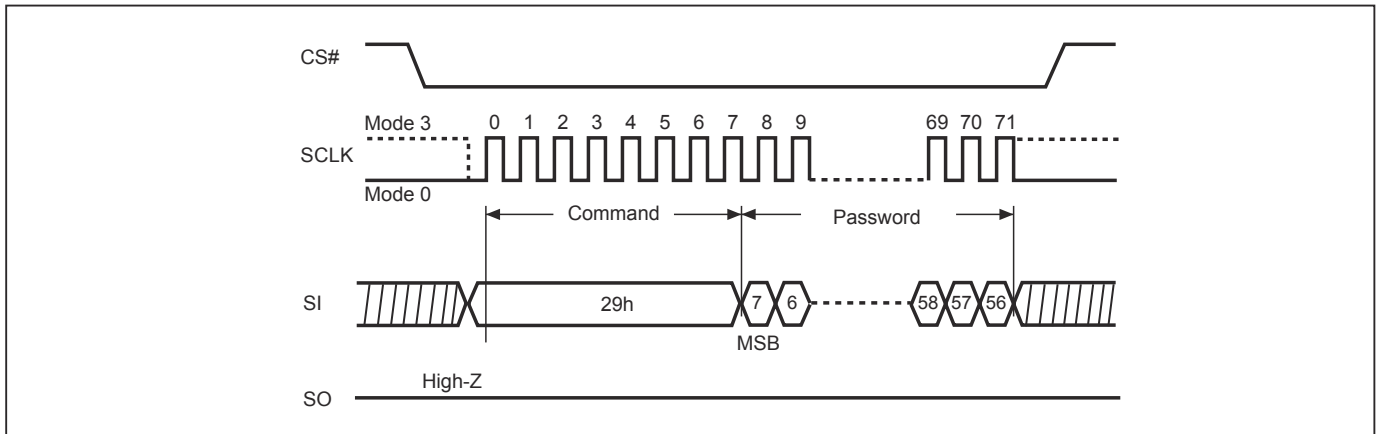 CS#
Mode 3
0 1 2 3 4 5 6 7 8 9 69 70 71
SCLK
Mode 0
Command Password
SI 29h 7 6 58 57 56
MSB
High-Z
SO